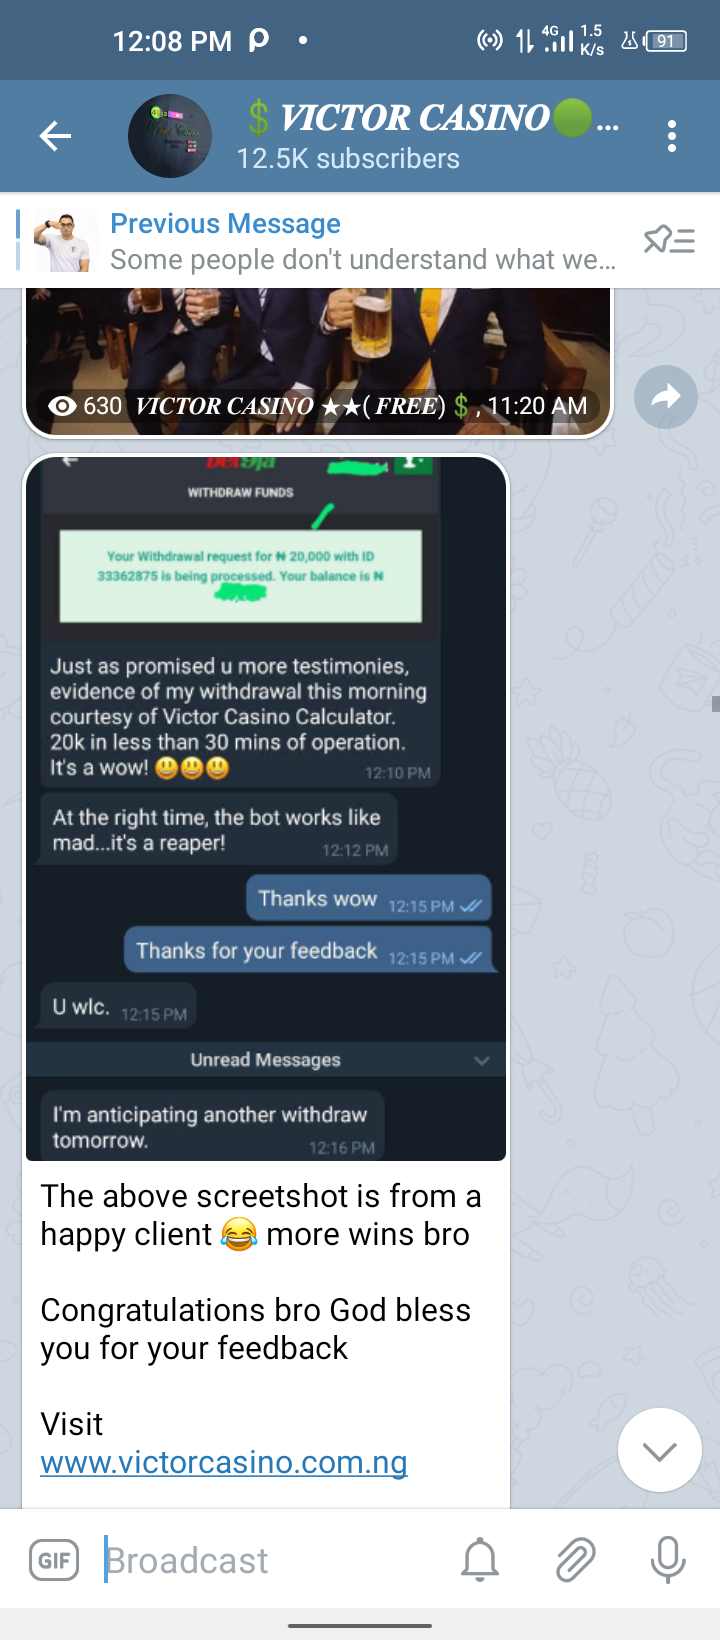 12:08 PM
4G 1.5 K/s 91
$ VICTOR CASINO...
12.5K subscribers
Previous Message
Some people don't understand what we...
630 VICTOR CASINO ★★( FREE) $ , 11:20 AM
WITHDRAW FUNDS
Your Withdrawal request for ₦ 20,000 with ID
33362875 is being processed. Your balance is ₦
Just as promised u more testimonies,
evidence of my withdrawal this morning
courtesy of Victor Casino Calculator.
20k in less than 30 mins of operation.
It's a wow! 😃😃😃 12:10 PM
At the right time, the bot works like
mad...it's a reaper! 12:12 PM
Thanks wow 12:15 PM
Thanks for your feedback 12:15 PM
U wlc. 12:15 PM
Unread Messages
I'm anticipating another withdraw
tomorrow. 12:16 PM
The above screetshot is from a
happy client 😂 more wins bro
Congratulations bro God bless
you for your feedback
Visit
www.victorcasino.com.ng
GIF Broadcast